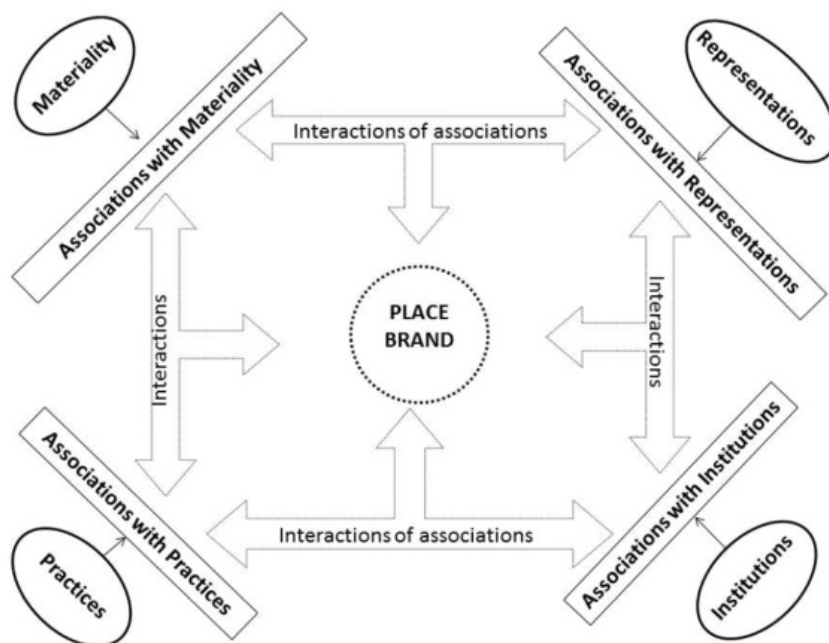 Materiality
Associations with Materiality
Interactions of associations
Associations with Representations
Representations
Interactions
PLACE
BRAND
Interactions
Practices
Associations with Practices
Interactions of associations
Associations with Institutions
Institutions